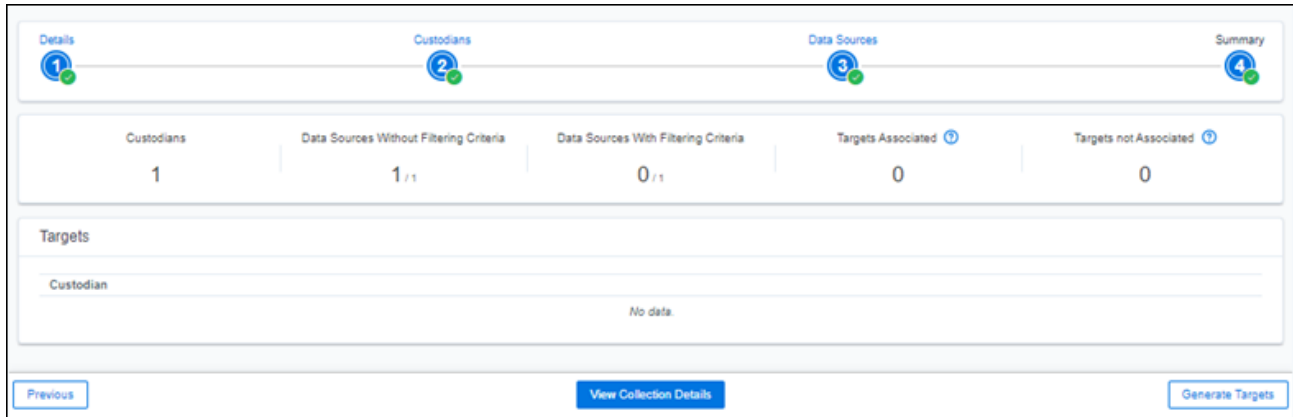 Details Custodians Data Sources Summary
1 2 3 4
Custodians Data Sources Without Filtering Criteria Data Sources With Filtering Criteria Targets Associated ? Targets not Associated ?
1 1 / 1 0 / 1 0 0
Targets
Custodian
No data.
Previous View Collection Details Generate Targets